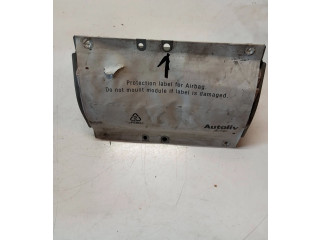 1
Protection label for Airbag.
Do not mount module if label is damaged.
Autoliv